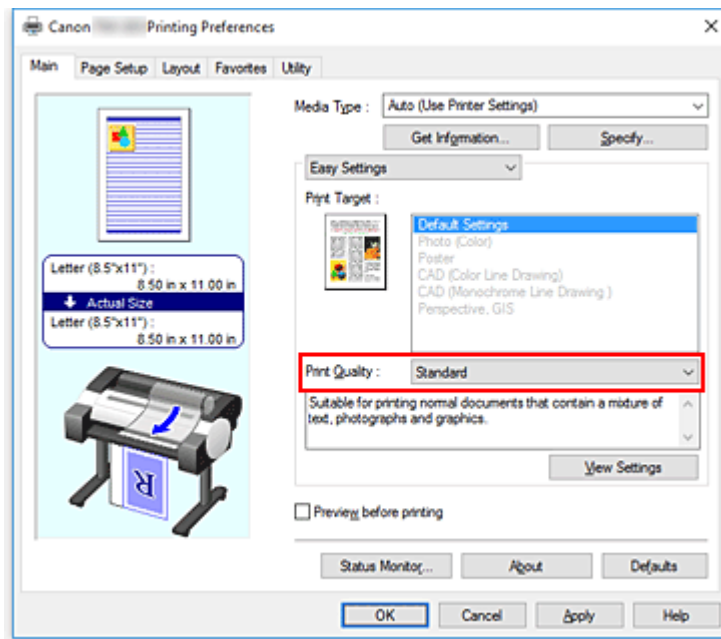 Canon Printing Preferences
Main Page Setup Layout Favorites Utility
Media Type : Auto (Use Printer Settings)
Get Information... Specify...
Easy Settings
Print Target :
Default Settings
Photo (Color)
Poster
CAD (Color Line Drawing)
CAD (Monochrome Line Drawing )
Perspective, GIS
Letter (8.5"x11") :
8.50 in x 11.00 in
Actual Size
Letter (8.5"x11") :
8.50 in x 11.00 in
R
Print Quality : Standard
Suitable for printing normal documents that contain a mixture of
text, photographs and graphics.
View Settings
Preview before printing
Status Monitor... About Defaults
OK Cancel Apply Help